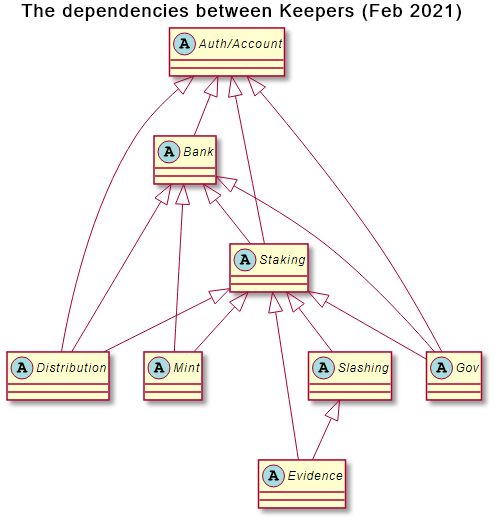 The dependencies between Keepers (Feb 2021)
A Auth/Account
A Bank
A Staking
A Distribution
A Mint
A Slashing
A Gov
A Evidence